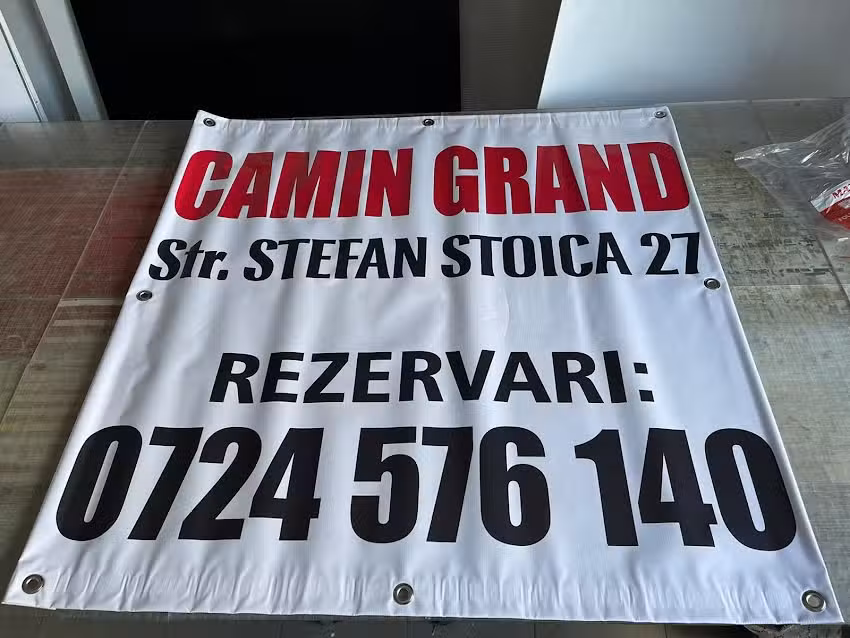 CAMIN GRAND
Str. STEFAN STOICA 27
REZERVARI:
0724 576 140